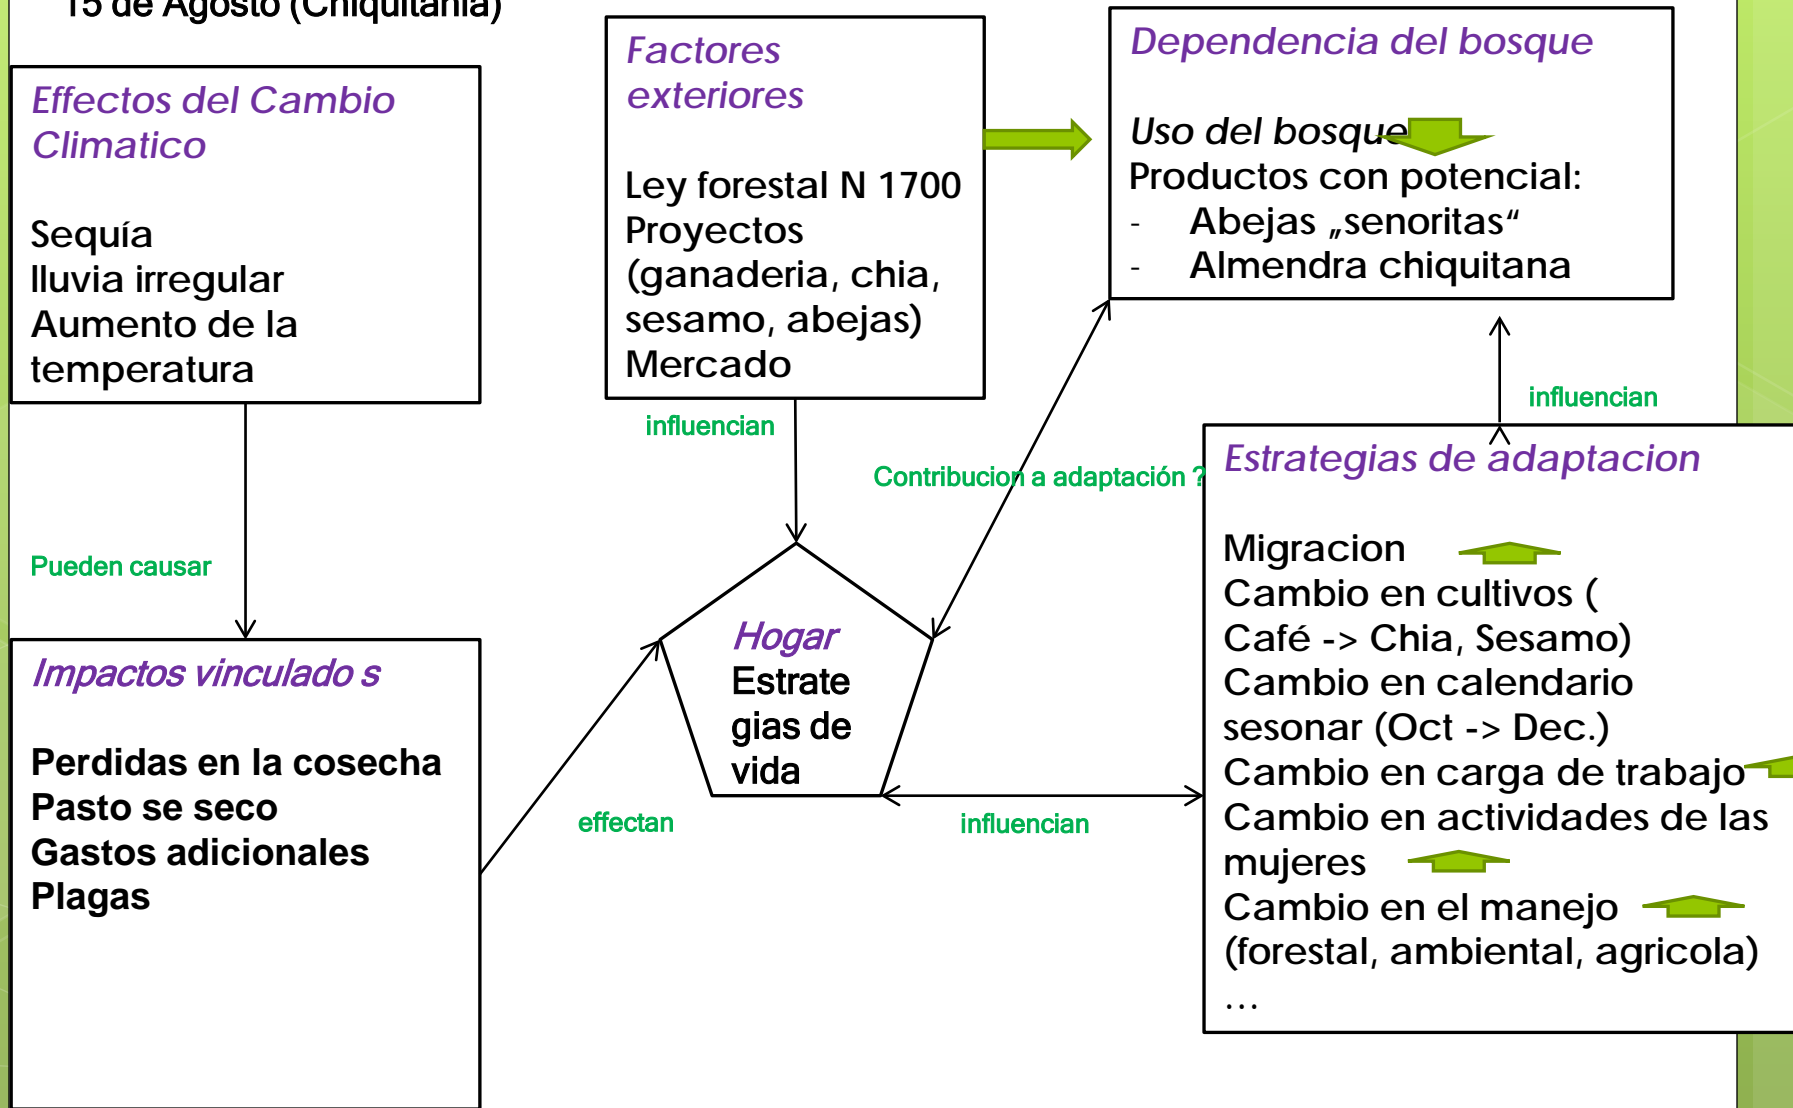 15 de Agosto (Chiquitania)
Effectos del Cambio
Climatico
Sequía
lluvia irregular
Aumento de la
temperatura
Pueden causar
Impactos vinculado s
Perdidas en la cosecha
Pasto se seco
Gastos adicionales
Plagas
Factores
exteriores
Ley forestal N 1700
Proyectos
(ganaderia, chia,
sesamo, abejas)
Mercado
influencian
effectan
Hogar
Estrate
gias de
vida
Contribucion a adaptación ?
influencian
Dependencia del bosque
Uso del bosque
Productos con potencial:
- Abejas „senoritas“
- Almendra chiquitana
influencian
Estrategias de adaptacion
Migracion
Cambio en cultivos (
Café -> Chia, Sesamo)
Cambio en calendario
sesonar (Oct -> Dec.)
Cambio en carga de trabajo
Cambio en actividades de las
mujeres
Cambio en el manejo
(forestal, ambiental, agricola)
…